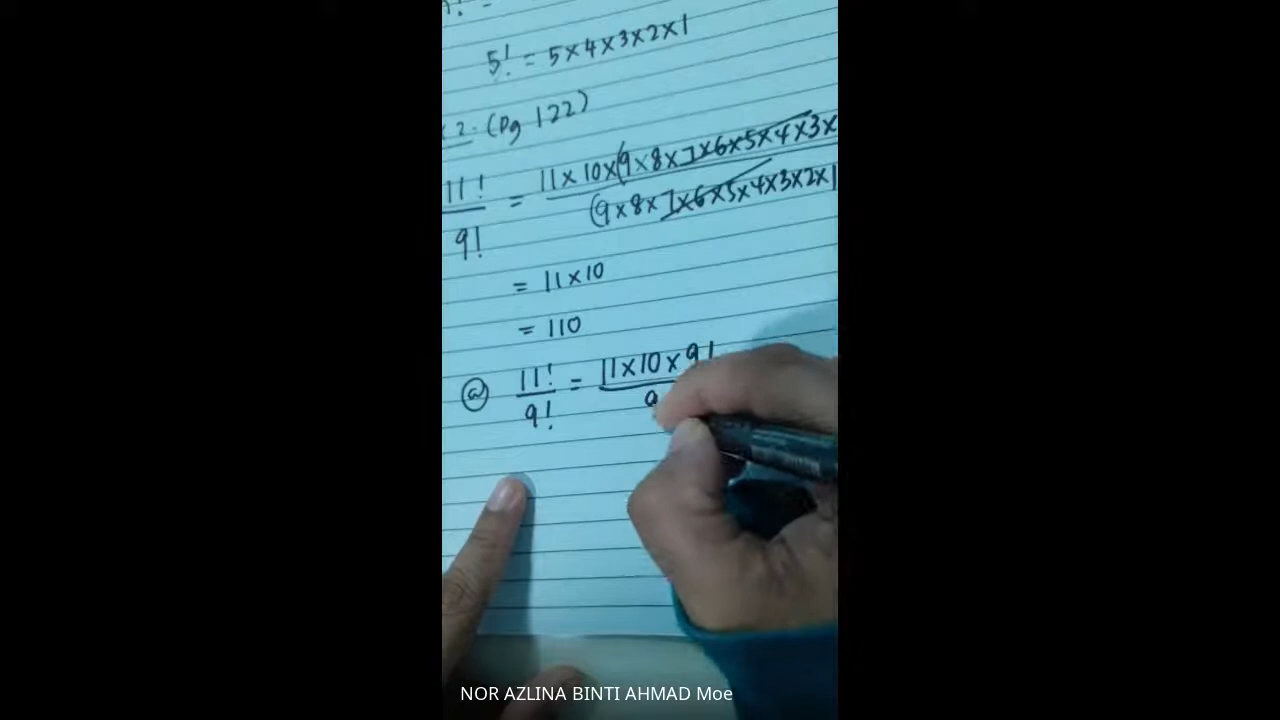 5! = 5×4×3×2×1
2. (Pg 122)
11! / 9! = 11×10×(9×8×7×6×5×4×3× / (9×8×7×6×5×4×3×2×1
= 11×10
= 110
@ 11! / 9! = 11×10×9! / 9
NOR AZLINA BINTI AHMAD Moe